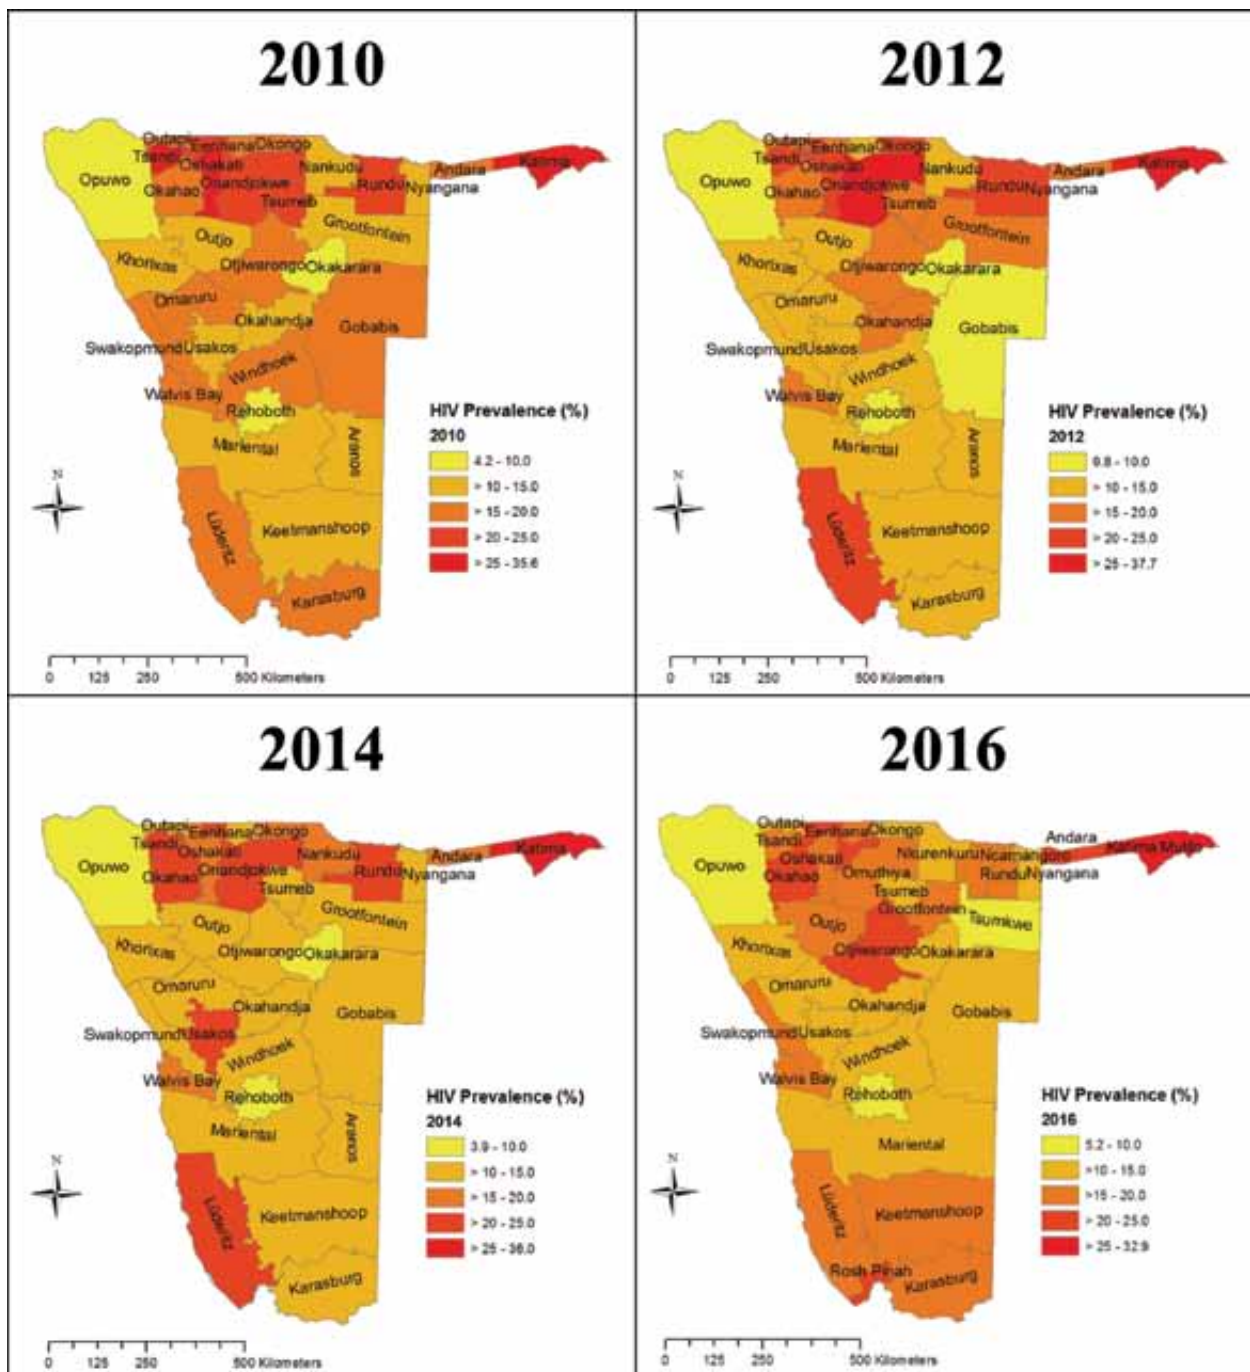 2010
Outapi
Eenhana
Okongo
Tsandi
Oshakati
Nankudu
Andara
Katima
Opuwo
Okahao
Onandjokwe
Rundu
Nyangana
Tsumeb
Grootfontein
Outjo
Khorixas
Otjiwarongo
Okakarara
Omaruru
Okahandja
Gobabis
Swakopmund
Usakos
Windhoek
Walvis Bay
Rehoboth
Mariental
Aranos
Lüderitz
Keetmanshoop
Karasburg
HIV Prevalence (%)
2010
4.2 - 10.0
> 10 - 15.0
> 15 - 20.0
> 20 - 25.0
> 25 - 35.6
N
0 125 250 500 Kilometers
2012
Outapi
Eenhana
Okongo
Tsandi
Oshakati
Nankudu
Andara
Katima
Opuwo
Okahao
Onandjokwe
Rundu
Nyangana
Tsumeb
Grootfontein
Outjo
Khorixas
Otjiwarongo
Okakarara
Omaruru
Okahandja
Gobabis
Swakopmund
Usakos
Windhoek
Walvis Bay
Rehoboth
Mariental
Aranos
Lüderitz
Keetmanshoop
Karasburg
HIV Prevalence (%)
2012
9.8 - 10.0
> 10 - 15.0
> 15 - 20.0
> 20 - 25.0
> 25 - 37.7
N
0 125 250 500 Kilometers
2014
Outapi
Eenhana
Okongo
Tsandi
Oshakati
Nankudu
Andara
Katima
Opuwo
Okahao
Onandjokwe
Rundu
Nyangana
Tsumeb
Grootfontein
Outjo
Khorixas
Otjiwarongo
Okakarara
Omaruru
Okahandja
Gobabis
Swakopmund
Usakos
Windhoek
Walvis Bay
Rehoboth
Mariental
Aranos
Lüderitz
Keetmanshoop
Karasburg
HIV Prevalence (%)
2014
3.9 - 10.0
> 10 - 15.0
> 15 - 20.0
> 20 - 25.0
> 25 - 36.0
N
0 125 250 500 Kilometers
2016
Outapi
Eenhana
Okongo
Tsandi
Oshakati
Nkurenkuru
Ncamangoro
Andara
Katima Mulilo
Opuwo
Okahao
Omuthiya
Rundu
Nyangana
Tsumeb
Grootfontein
Tsumkwe
Outjo
Khorixas
Otjiwarongo
Okakarara
Omaruru
Okahandja
Gobabis
Swakopmund
Usakos
Windhoek
Walvis Bay
Rehoboth
Mariental
Lüderitz
Keetmanshoop
Rosh Pinah
Karasburg
HIV Prevalence (%)
2016
5.2 - 10.0
>10 - 15.0
>15 - 20.0
> 20 - 25.0
> 25 - 32.9
N
0 125 250 500 Kilometers